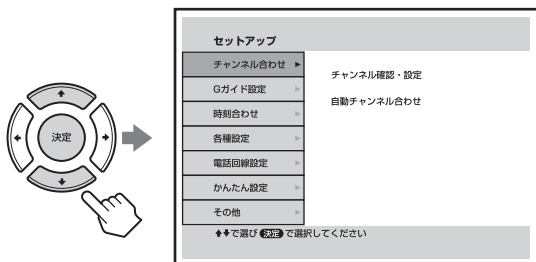 決定
セットアップ
チャンネル合わせ
Gガイド設定
時刻合わせ
各種設定
電話回線設定
かんたん設定
その他
チャンネル確認・設定
自動チャンネル合わせ
で選び 決定 で選択してください